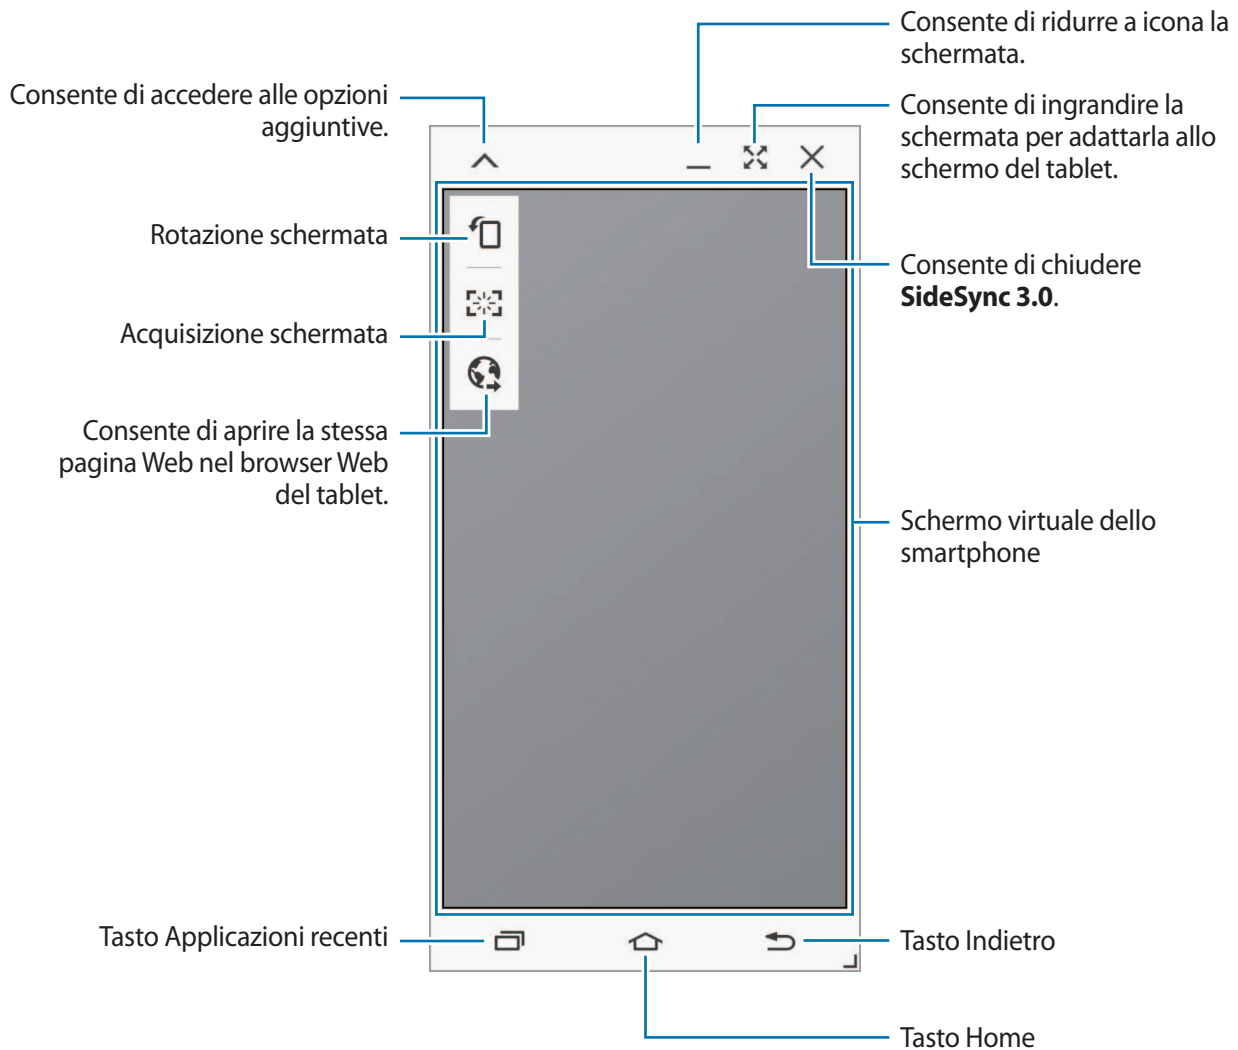 Consente di ridurre a icona la
schermata.
Consente di accedere alle opzioni
aggiuntive.
Consente di ingrandire la
schermata per adattarla allo
schermo del tablet.
Rotazione schermata
Consente di chiudere
SideSync 3.0.
Acquisizione schermata
Consente di aprire la stessa
pagina Web nel browser Web
del tablet.
Schermo virtuale dello
smartphone
Tasto Applicazioni recenti
Tasto Indietro
Tasto Home